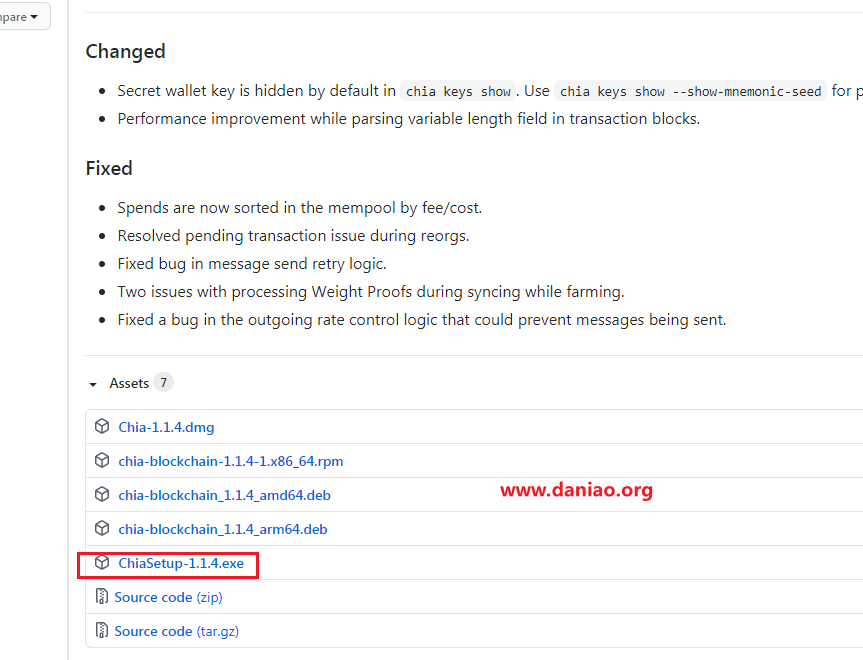 mpare
Changed
Secret wallet key is hidden by default in chia keys show. Use chia keys show --show-mnemonic-seed for p
Performance improvement while parsing variable length field in transaction blocks.
Fixed
Spends are now sorted in the mempool by fee/cost.
Resolved pending transaction issue during reorgs.
Fixed bug in message send retry logic.
Two issues with processing Weight Proofs during syncing while farming.
Fixed a bug in the outgoing rate control logic that could prevent messages being sent.
Assets 7
Chia-1.1.4.dmg
chia-blockchain-1.1.4-1.x86_64.rpm
chia-blockchain_1.1.4_amd64.deb
www.daniao.org
chia-blockchain_1.1.4_arm64.deb
ChiaSetup-1.1.4.exe
Source code (zip)
Source code (tar.gz)